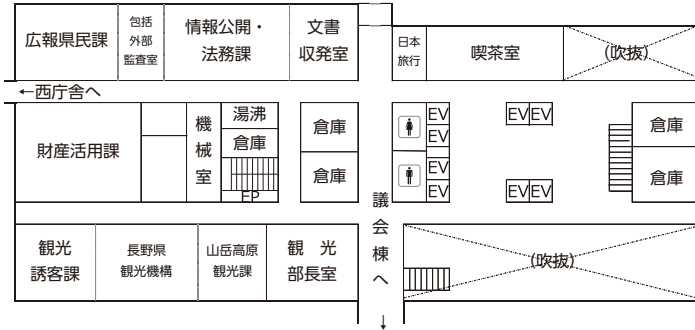 広報県民課
包括
外部
監査室
情報公開・
法務課
文書
収発室
日本
旅行
喫茶室
(吹抜)
←西庁舎へ
財産活用課
機
械
室
湯沸
倉庫
EP
倉庫
倉庫
EV
EV
EV
EV
EV EV
EV EV
倉庫
倉庫
議
会
棟
へ
↓
観光
誘客課
長野県
観光機構
山岳高原
観光課
観 光
部長室
(吹抜)